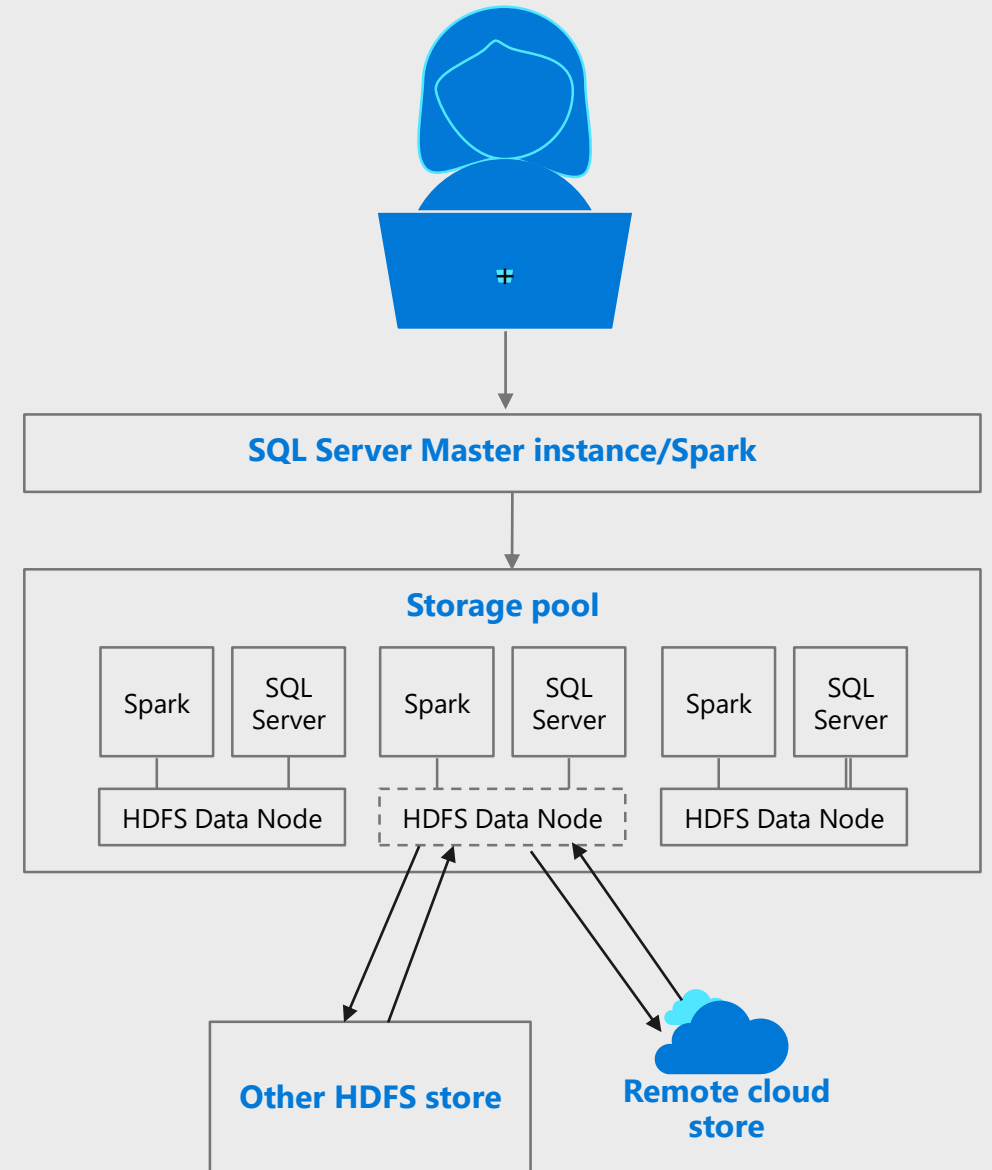 SQL Server Master instance/Spark
Storage pool
Spark
SQL
Server
Spark
SQL
Server
Spark
SQL
Server
HDFS Data Node
HDFS Data Node
HDFS Data Node
Other HDFS store
Remote cloud
store